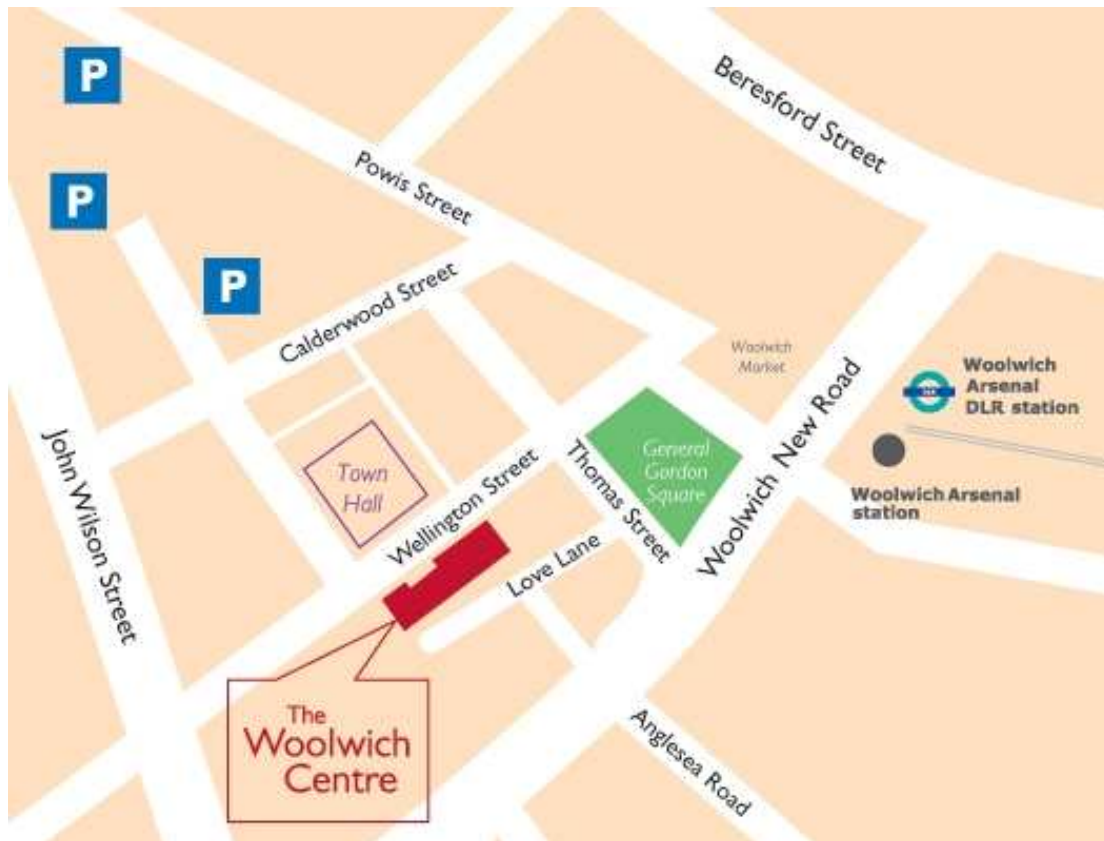 P
Beresford Street
P
Powis Street
P
Calderwood Street
Woolwich
Market
Woolwich
Arsenal
DLR station
DLR
Woolwich New Road
General
Gordon
Square
Thomas Street
Woolwich Arsenal
station
Town
Hall
Wellington Street
John Wilson Street
Love Lane
The
Woolwich
Centre
Anglesea Road